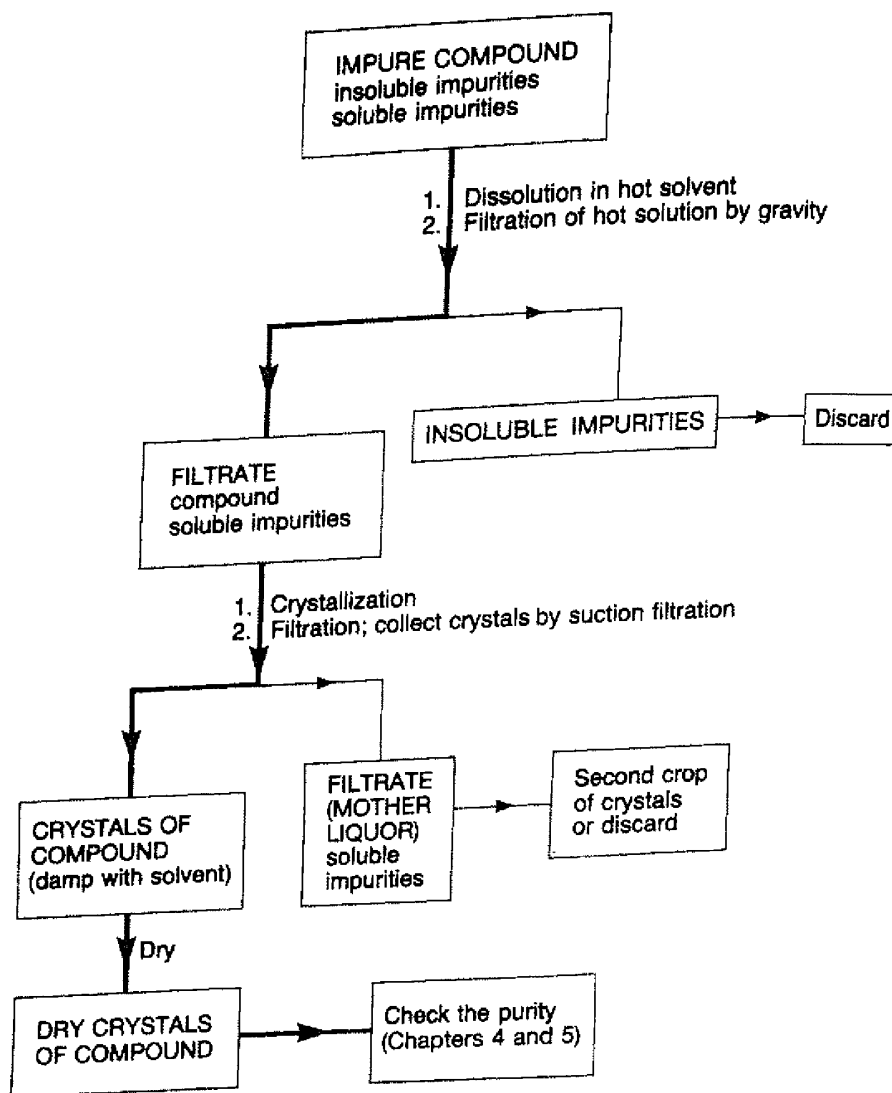 IMPURE COMPOUND
insoluble impurities
soluble impurities
1. Dissolution in hot solvent
2. Filtration of hot solution by gravity
INSOLUBLE IMPURITIES
Discard
FILTRATE
compound
soluble impurities
1. Crystallization
2. Filtration; collect crystals by suction filtration
CRYSTALS OF
COMPOUND
(damp with solvent)
FILTRATE
(MOTHER
LIQUOR)
soluble
impurities
Second crop
of crystals
or discard
Dry
DRY CRYSTALS
OF COMPOUND
Check the purity
(Chapters 4 and 5)